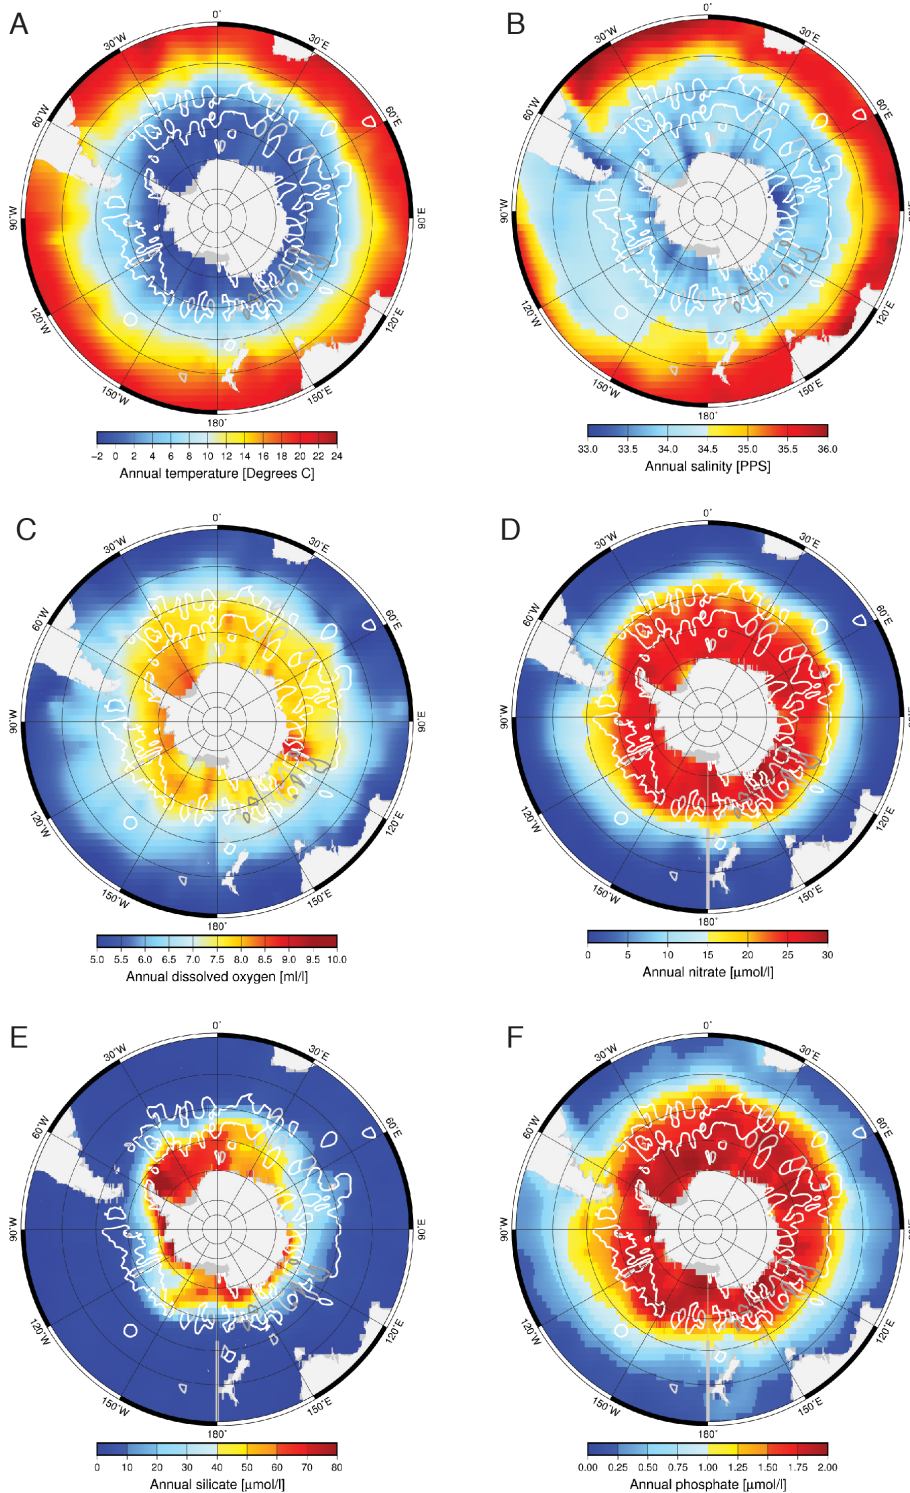 A
0˚
30˚E
60˚E
90˚E
120˚E
150˚E
180˚
150˚W
120˚W
90˚W
60˚W
30˚W
−2 0 2 4 6 8 10 12 14 16 18 20 22 24
Annual temperature [Degrees C]
B
0˚
30˚E
60˚E
90˚E
120˚E
150˚E
180˚
150˚W
120˚W
90˚W
60˚W
30˚W
33.0 33.5 34.0 34.5 35.0 35.5 36.0
Annual salinity [PPS]
C
0˚
30˚E
60˚E
90˚E
120˚E
150˚E
180˚
150˚W
120˚W
90˚W
60˚W
30˚W
5.0 5.5 6.0 6.5 7.0 7.5 8.0 8.5 9.0 9.5 10.0
Annual dissolved oxygen [ml/l]
D
0˚
30˚E
60˚E
90˚E
120˚E
150˚E
180˚
150˚W
120˚W
90˚W
60˚W
30˚W
0 5 10 15 20 25 30
Annual nitrate [μmol/l]
E
0˚
30˚E
60˚E
90˚E
120˚E
150˚E
180˚
150˚W
120˚W
90˚W
60˚W
30˚W
0 10 20 30 40 50 60 70 80
Annual silicate [μmol/l]
F
0˚
30˚E
60˚E
90˚E
120˚E
150˚E
180˚
150˚W
120˚W
90˚W
60˚W
30˚W
0.00 0.25 0.50 0.75 1.00 1.25 1.50 1.75 2.00
Annual phosphate [μmol/l]